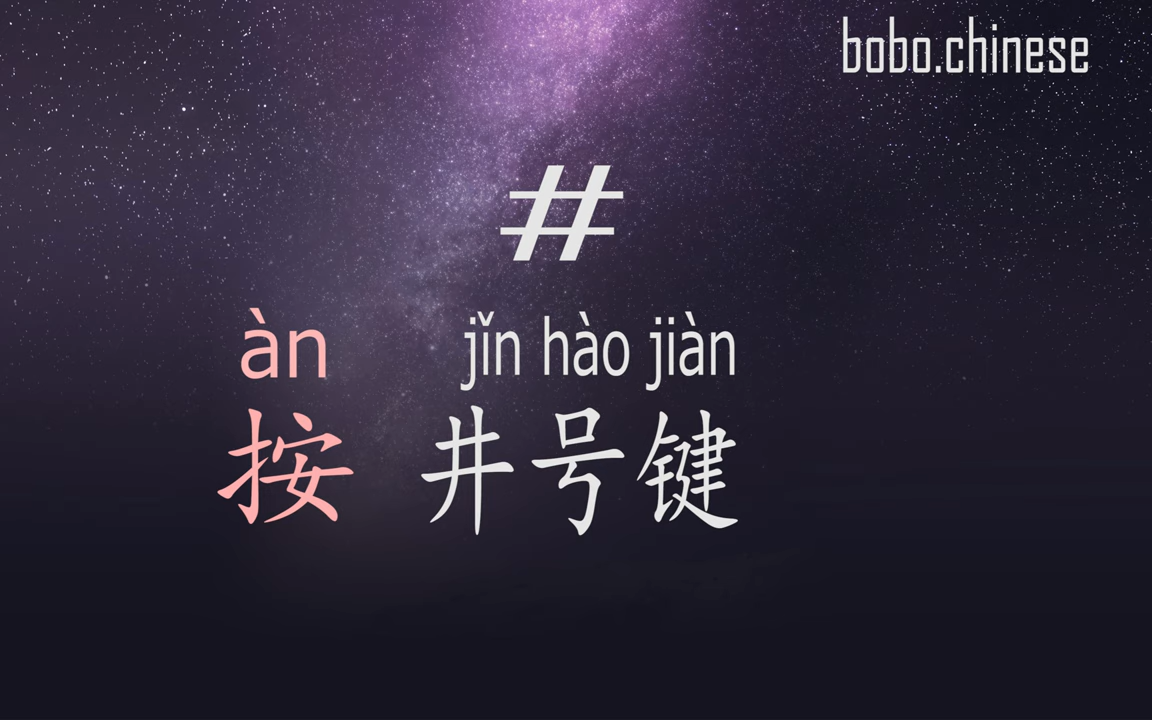 bobo.chinese
#
àn jǐn hào jiàn
按 井号键